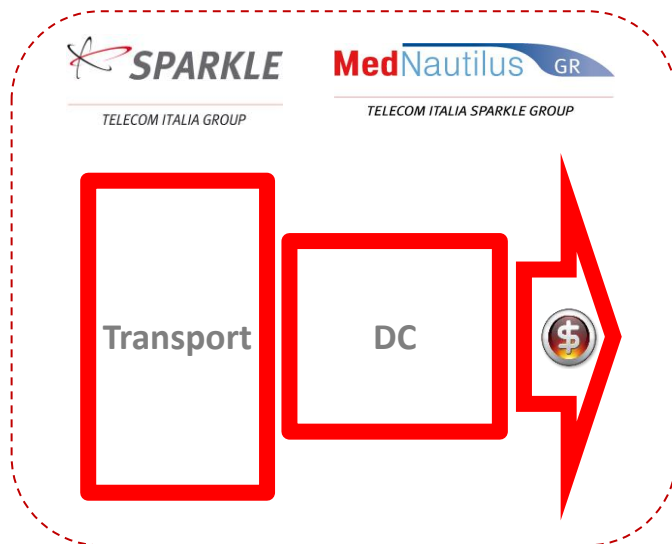 SPARKLE
TELECOM ITALIA GROUP
MedNautilus GR
TELECOM ITALIA SPARKLE GROUP
Transport
DC
$